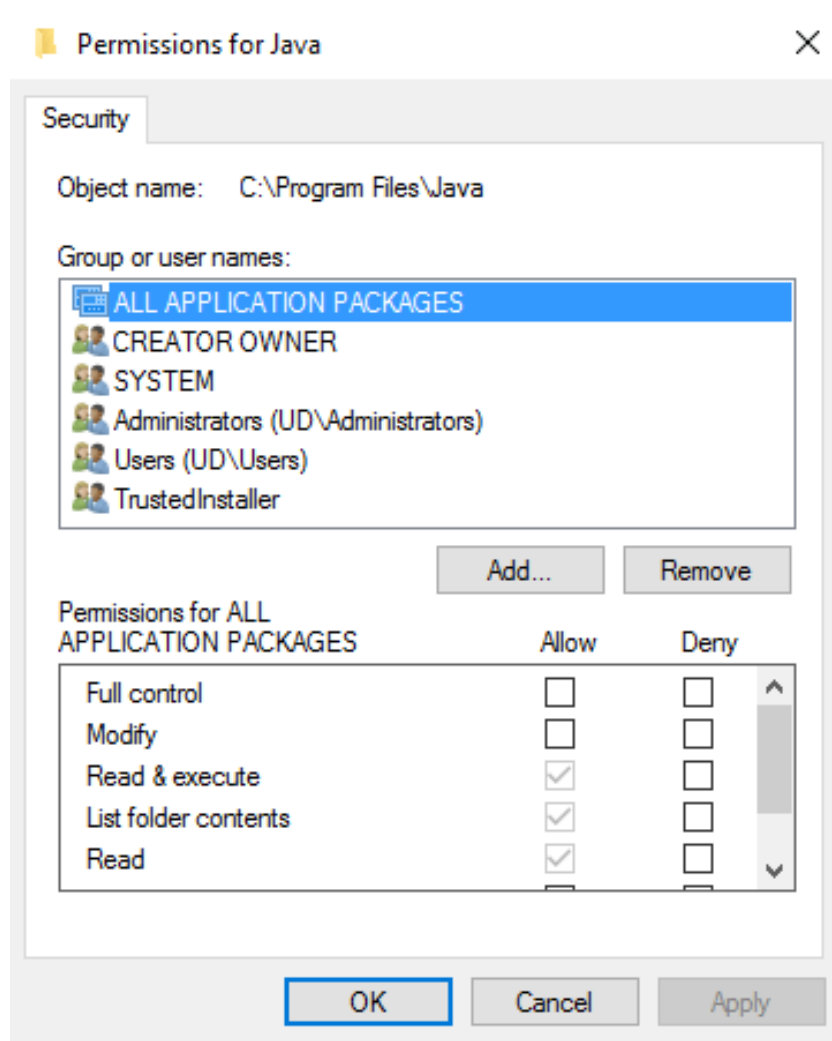 Permissions for Java
Security
Object name: C:\Program Files\Java
Group or user names:
ALL APPLICATION PACKAGES
CREATOR OWNER
SYSTEM
Administrators (UD\Administrators)
Users (UD\Users)
TrustedInstaller
Add... Remove
Permissions for ALL
APPLICATION PACKAGES Allow Deny
Full control
Modify
Read & execute
List folder contents
Read
OK Cancel Apply